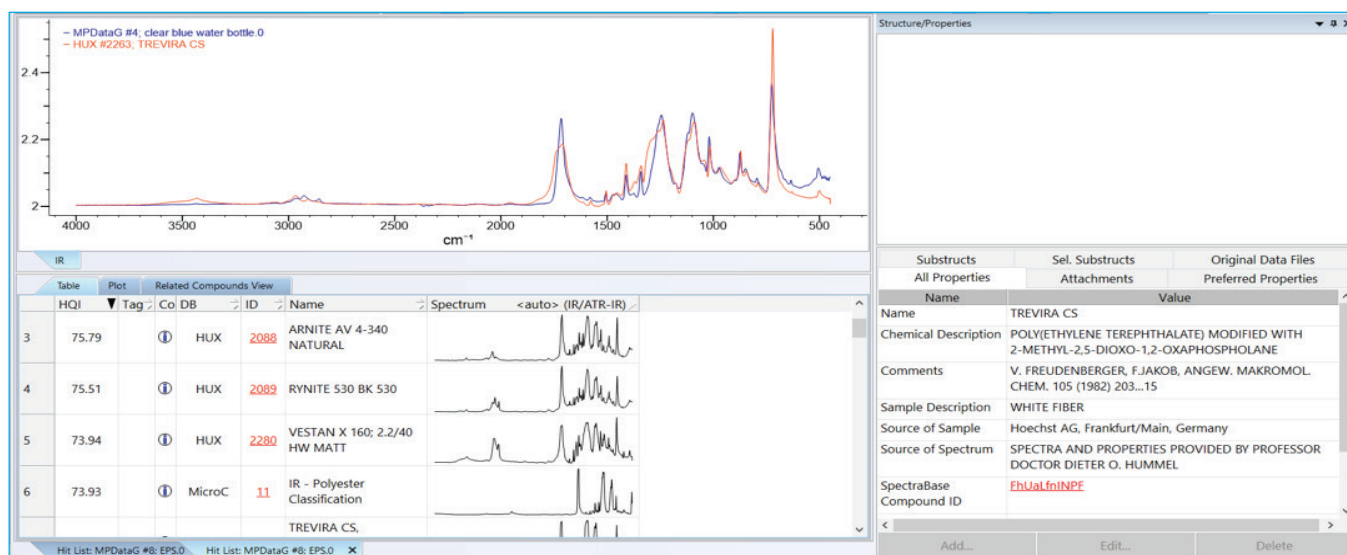 — MPDataG #4; clear blue water bottle.0
— HUX #2263; TREVIRA CS
2.4
2.2
2
4000 3500 3000 2500 2000 1500 1000 500
cm⁻¹
IR
Table Plot Related Compounds View
HQI Tag Co DB ID Name Spectrum <auto> (IR/ATR-IR)
3 75.79 HUX 2088 ARNITE AV 4-340
NATURAL
4 75.51 HUX 2089 RYNITE 530 BK 530
5 73.94 HUX 2280 VESTAN X 160; 2.2/40
HW MATT
6 73.93 MicroC 11 IR - Polyester
Classification
TREVIRA CS,
Hit List: MPDataG #8; EPS.0 Hit List: MPDataG #8; EPS.0 ×
Structure/Properties
Substructs Sel. Substructs Original Data Files
All Properties Attachments Preferred Properties
Name Value
Name TREVIRA CS
Chemical Description POLY(ETHYLENE TEREPHTHALATE) MODIFIED WITH
2-METHYL-2,5-DIOXO-1,2-OXAPHOSPHOLANE
Comments V. FREUDENBERGER, F.JAKOB, ANGEW. MAKROMOL.
CHEM. 105 (1982) 203...15
Sample Description WHITE FIBER
Source of Sample Hoechst AG, Frankfurt/Main, Germany
Source of Spectrum SPECTRA AND PROPERTIES PROVIDED BY PROFESSOR
DOCTOR DIETER O. HUMMEL
SpectraBase
Compound ID FhUaLfnINPF
Add... Edit... Delete